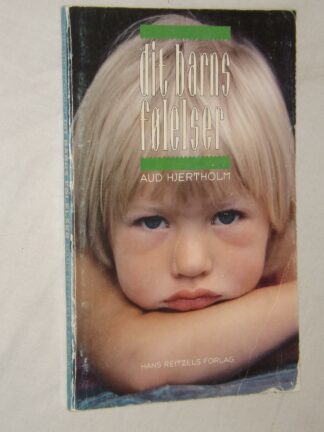 dit barns
følelser
AUD HJERTHOLM
HANS REITZELS FORLAG